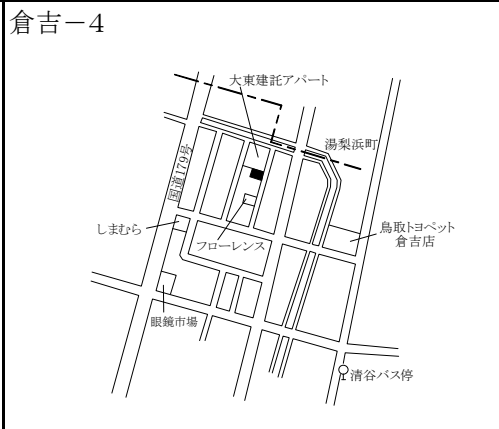 倉吉－4
大東建託アパート
湯梨浜町
国道179号
しまむら
フローレンス
鳥取トヨペット
倉吉店
眼鏡市場
清谷バス停